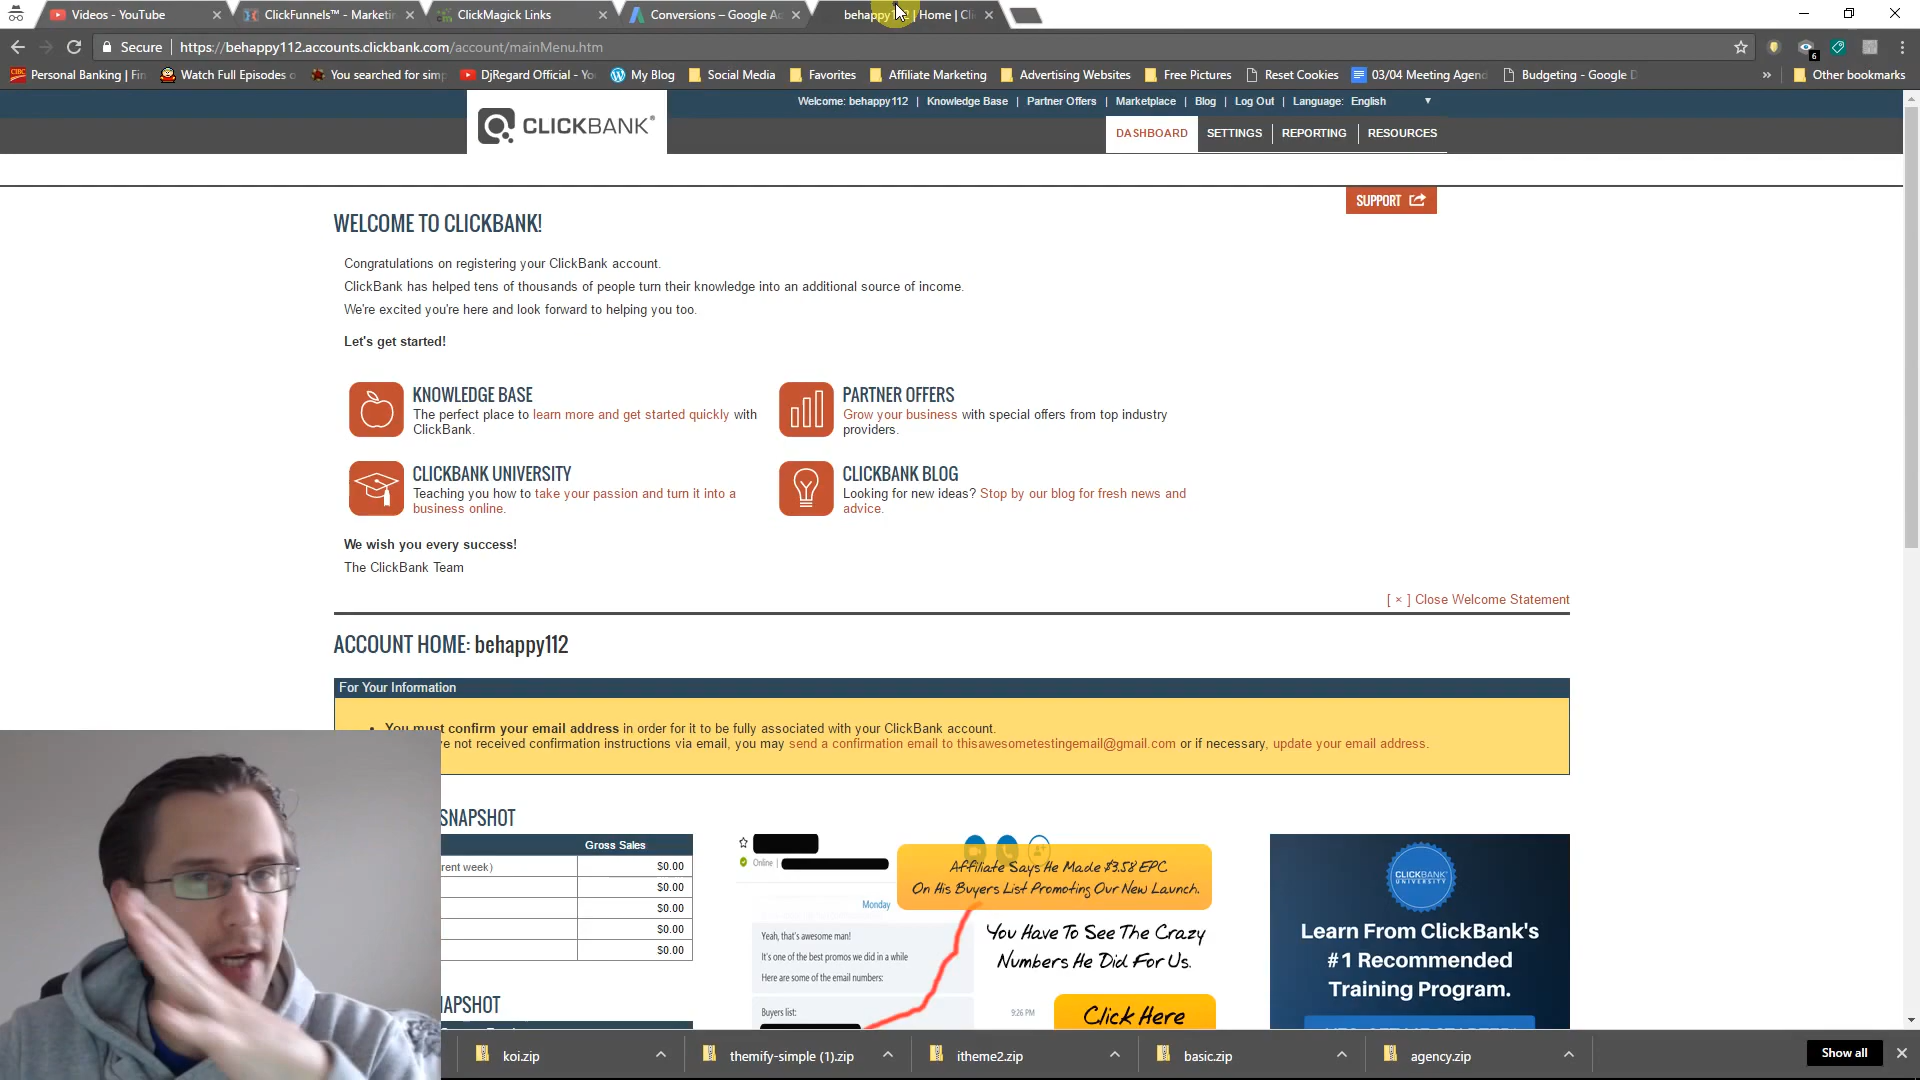 Videos - YouTube
ClickFunnels™ - Marketin
ClickMagick Links
Conversions – Google Ad
behappy112 | Home | Cli
Secure
https://behappy112.accounts.clickbank.com/account/mainMenu.htm
6
CIBC
Personal Banking | Fin
Watch Full Episodes o
You searched for sim
DjRegard Official - Yo
My Blog
Social Media
Favorites
Affiliate Marketing
Advertising Websites
Free Pictures
Reset Cookies
03/04 Meeting Agend
Budgeting - Google D
»
Other bookmarks
Welcome: behappy112 | Knowledge Base | Partner Offers | Marketplace | Blog | Log Out | Language: English
CLICKBANK®
DASHBOARD
SETTINGS
REPORTING
RESOURCES
SUPPORT
WELCOME TO CLICKBANK!
Congratulations on registering your ClickBank account.
ClickBank has helped tens of thousands of people turn their knowledge into an additional source of income.
We're excited you're here and look forward to helping you too.
Let's get started!
KNOWLEDGE BASE
The perfect place to learn more and get started quickly with
ClickBank.
PARTNER OFFERS
Grow your business with special offers from top industry
providers.
CLICKBANK UNIVERSITY
Teaching you how to take your passion and turn it into a
business online.
CLICKBANK BLOG
Looking for new ideas? Stop by our blog for fresh news and
advice.
We wish you every success!
The ClickBank Team
[ × ] Close Welcome Statement
ACCOUNT HOME: behappy112
For Your Information
You must confirm your email address in order for it to be fully associated with your ClickBank account.
ve not received confirmation instructions via email, you may send a confirmation email to thisawesometestingemail@gmail.com or if necessary, update your email address.
SNAPSHOT
Gross Sales
rent week)
$0.00
$0.00
$0.00
$0.00
$0.00
APSHOT
Online |
Affiliate Says He Made $3.58 EPC
On His Buyers List Promoting Our New Launch.
Monday
Yeah, that's awesome man!
It's one of the best promos we did in a while
Here are some of the email numbers:
You Have To See The Crazy
Numbers He Did For Us.
Buyers list:
9:26 PM
Click Here
CLICKBANK
UNIVERSITY
Learn From ClickBank's
#1 Recommended
Training Program.
koi.zip
themify-simple (1).zip
itheme2.zip
basic.zip
agency.zip
Show all